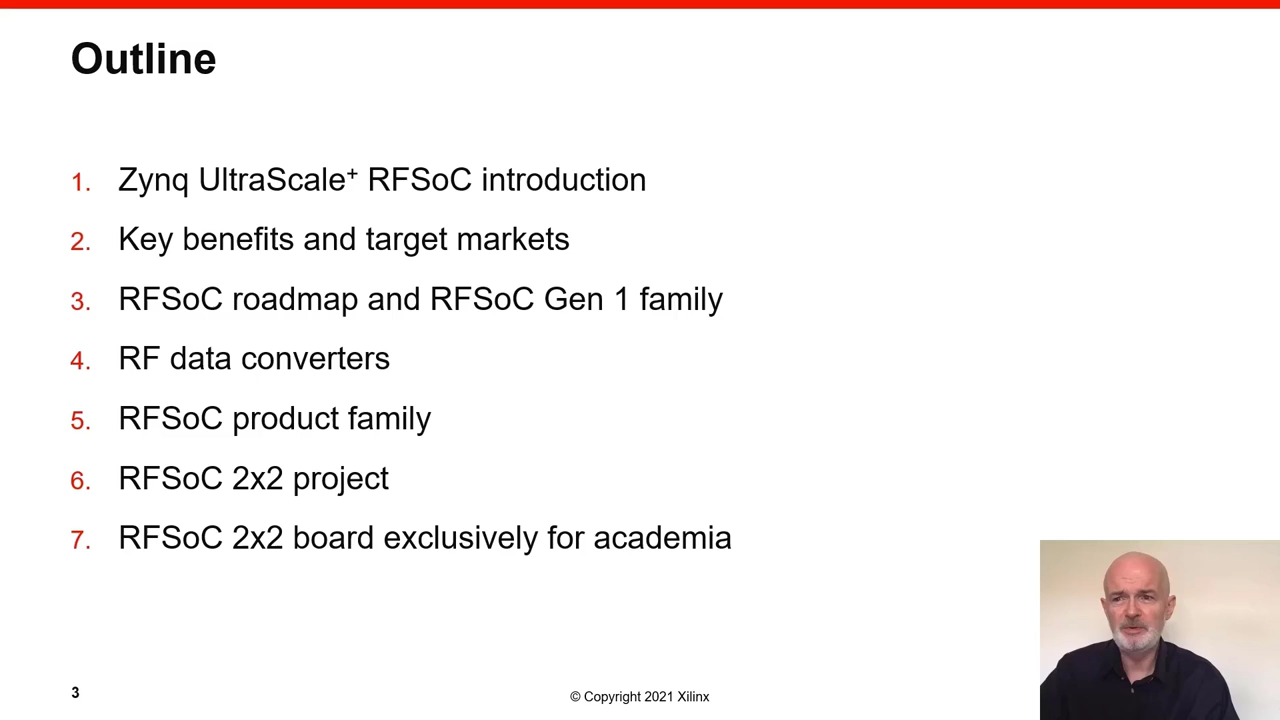 Outline
1. Zynq UltraScale+ RFSoC introduction
2. Key benefits and target markets
3. RFSoC roadmap and RFSoC Gen 1 family
4. RF data converters
5. RFSoC product family
6. RFSoC 2x2 project
7. RFSoC 2x2 board exclusively for academia
3
© Copyright 2021 Xilinx